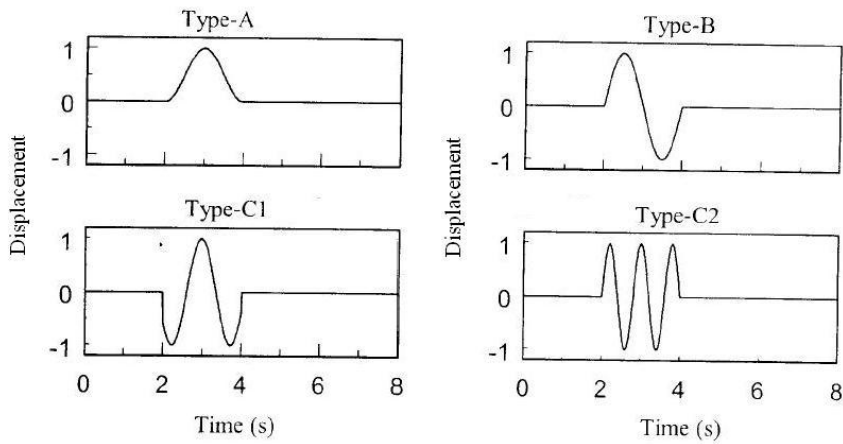 Type-A
1
0
-1
Type-B
1
0
-1
Displacement
Displacement
Type-C1
1
0
-1
0 2 4 6 8
Time (s)
Type-C2
1
0
-1
0 2 4 6 8
Time (s)